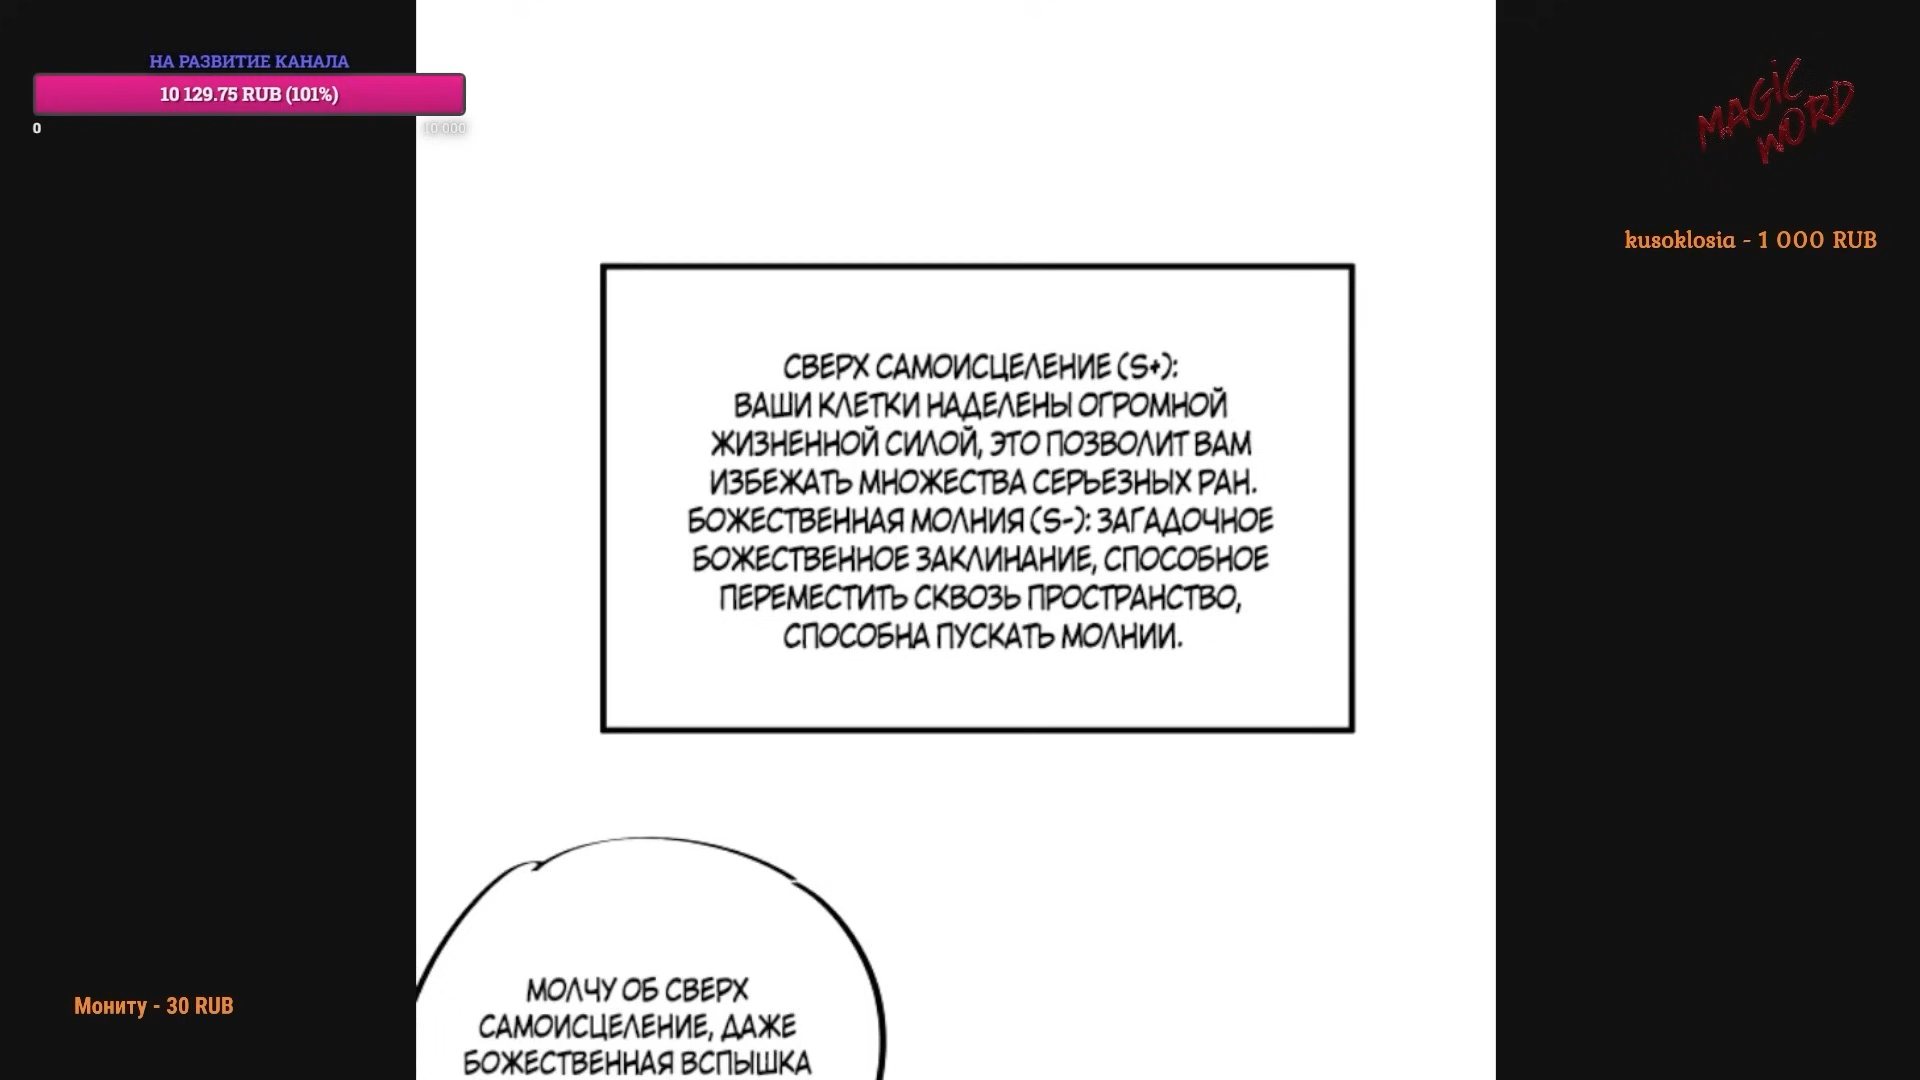 НА РАЗВИТИЕ КАНАЛА
10 129.75 RUB (101%)
0
10 000
MAGIC
WORD
kusoklosia - 1 000 RUB
СВЕРХ САМОИСЦЕЛЕНИЕ (S+):
ВАШИ КЛЕТКИ НАДЕЛЕНЫ ОГРОМНОЙ
ЖИЗНЕННОЙ СИЛОЙ, ЭТО ПОЗВОЛИТ ВАМ
ИЗБЕЖАТЬ МНОЖЕСТВА СЕРЬЕЗНЫХ РАН.
БОЖЕСТВЕННАЯ МОЛНИЯ (S-): ЗАГАДОЧНОЕ
БОЖЕСТВЕННОЕ ЗАКЛИНАНИЕ, СПОСОБНОЕ
ПЕРЕМЕСТИТЬ СКВОЗЬ ПРОСТРАНСТВО,
СПОСОБНА ПУСКАТЬ МОЛНИИ.
МОЛЧУ ОБ СВЕРХ
САМОИСЦЕЛЕНИЕ, ДАЖЕ
БОЖЕСТВЕННАЯ ВСПЫШКА
Мониту - 30 RUB